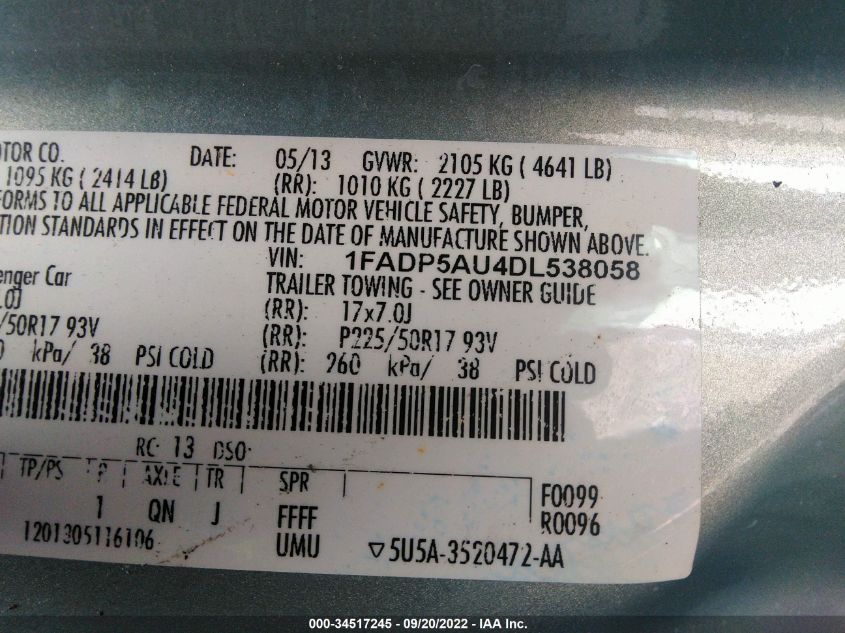 OTOR CO. DATE: 05/13 GVWR: 2105 KG ( 4641 LB)
1095 KG ( 2414 LB) (RR): 1010 KG ( 2227 LB)
FORMS TO ALL APPLICABLE FEDERAL MOTOR VEHICLE SAFETY, BUMPER,
TION STANDARDS IN EFFECT ON THE DATE OF MANUFACTURE SHOWN ABOVE.
VIN: 1FADP5AU4DL538058
enger Car TRAILER TOWING - SEE OWNER GUIDE
.0J (RR): 17x7.0J
/50R17 93V (RR): P225/50R17 93V
0 kPa/ 38 PSI COLD (RR): 260 kPa/ 38 PSI COLD
RC: 13 DSO:
TP/PS AXLE TR SPR
1 QN J FFFF F0099
1201305116106 UMU R0096
▽5U5A-3520472-AA
000-34517245 - 09/20/2022 - IAA Inc.